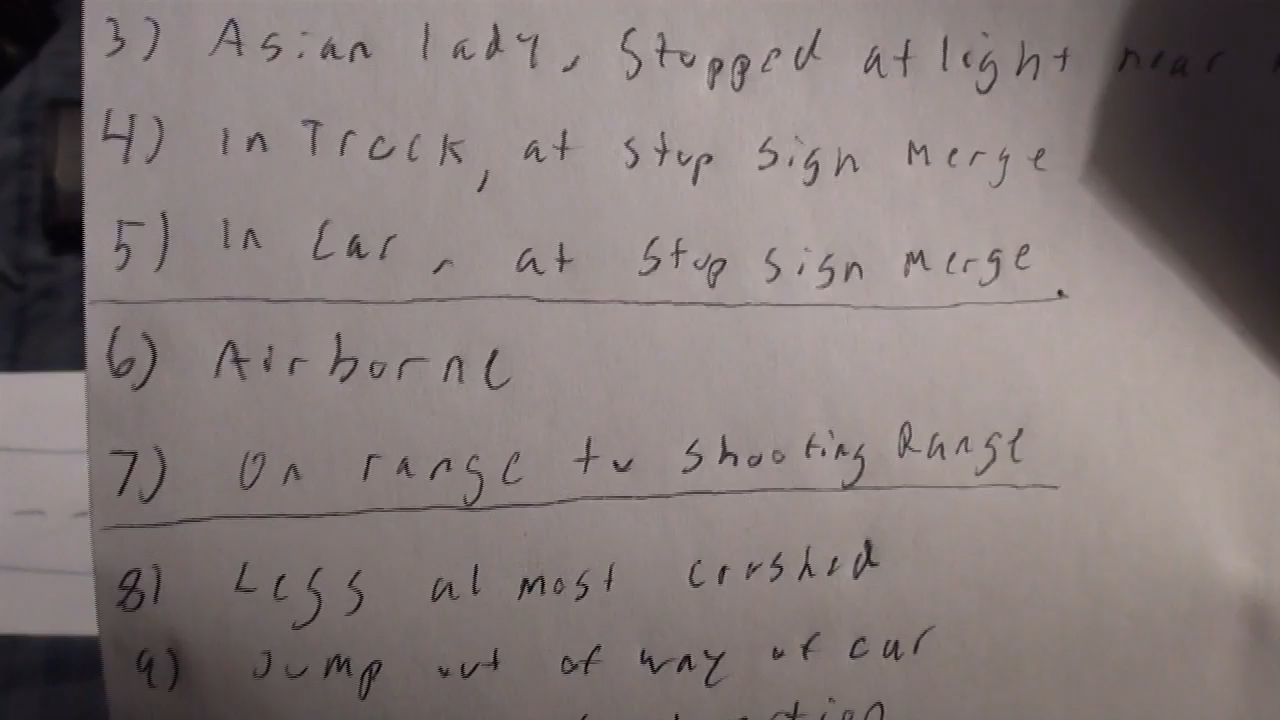 3) Asian lady, Stopped at light near
4) in Truck, at stop sign Merge
5) in Car, at Stop sign Merge.
6) Airborne
7) On range to shooting Range
8) Legs almost crushed
9) Jump out of way of car